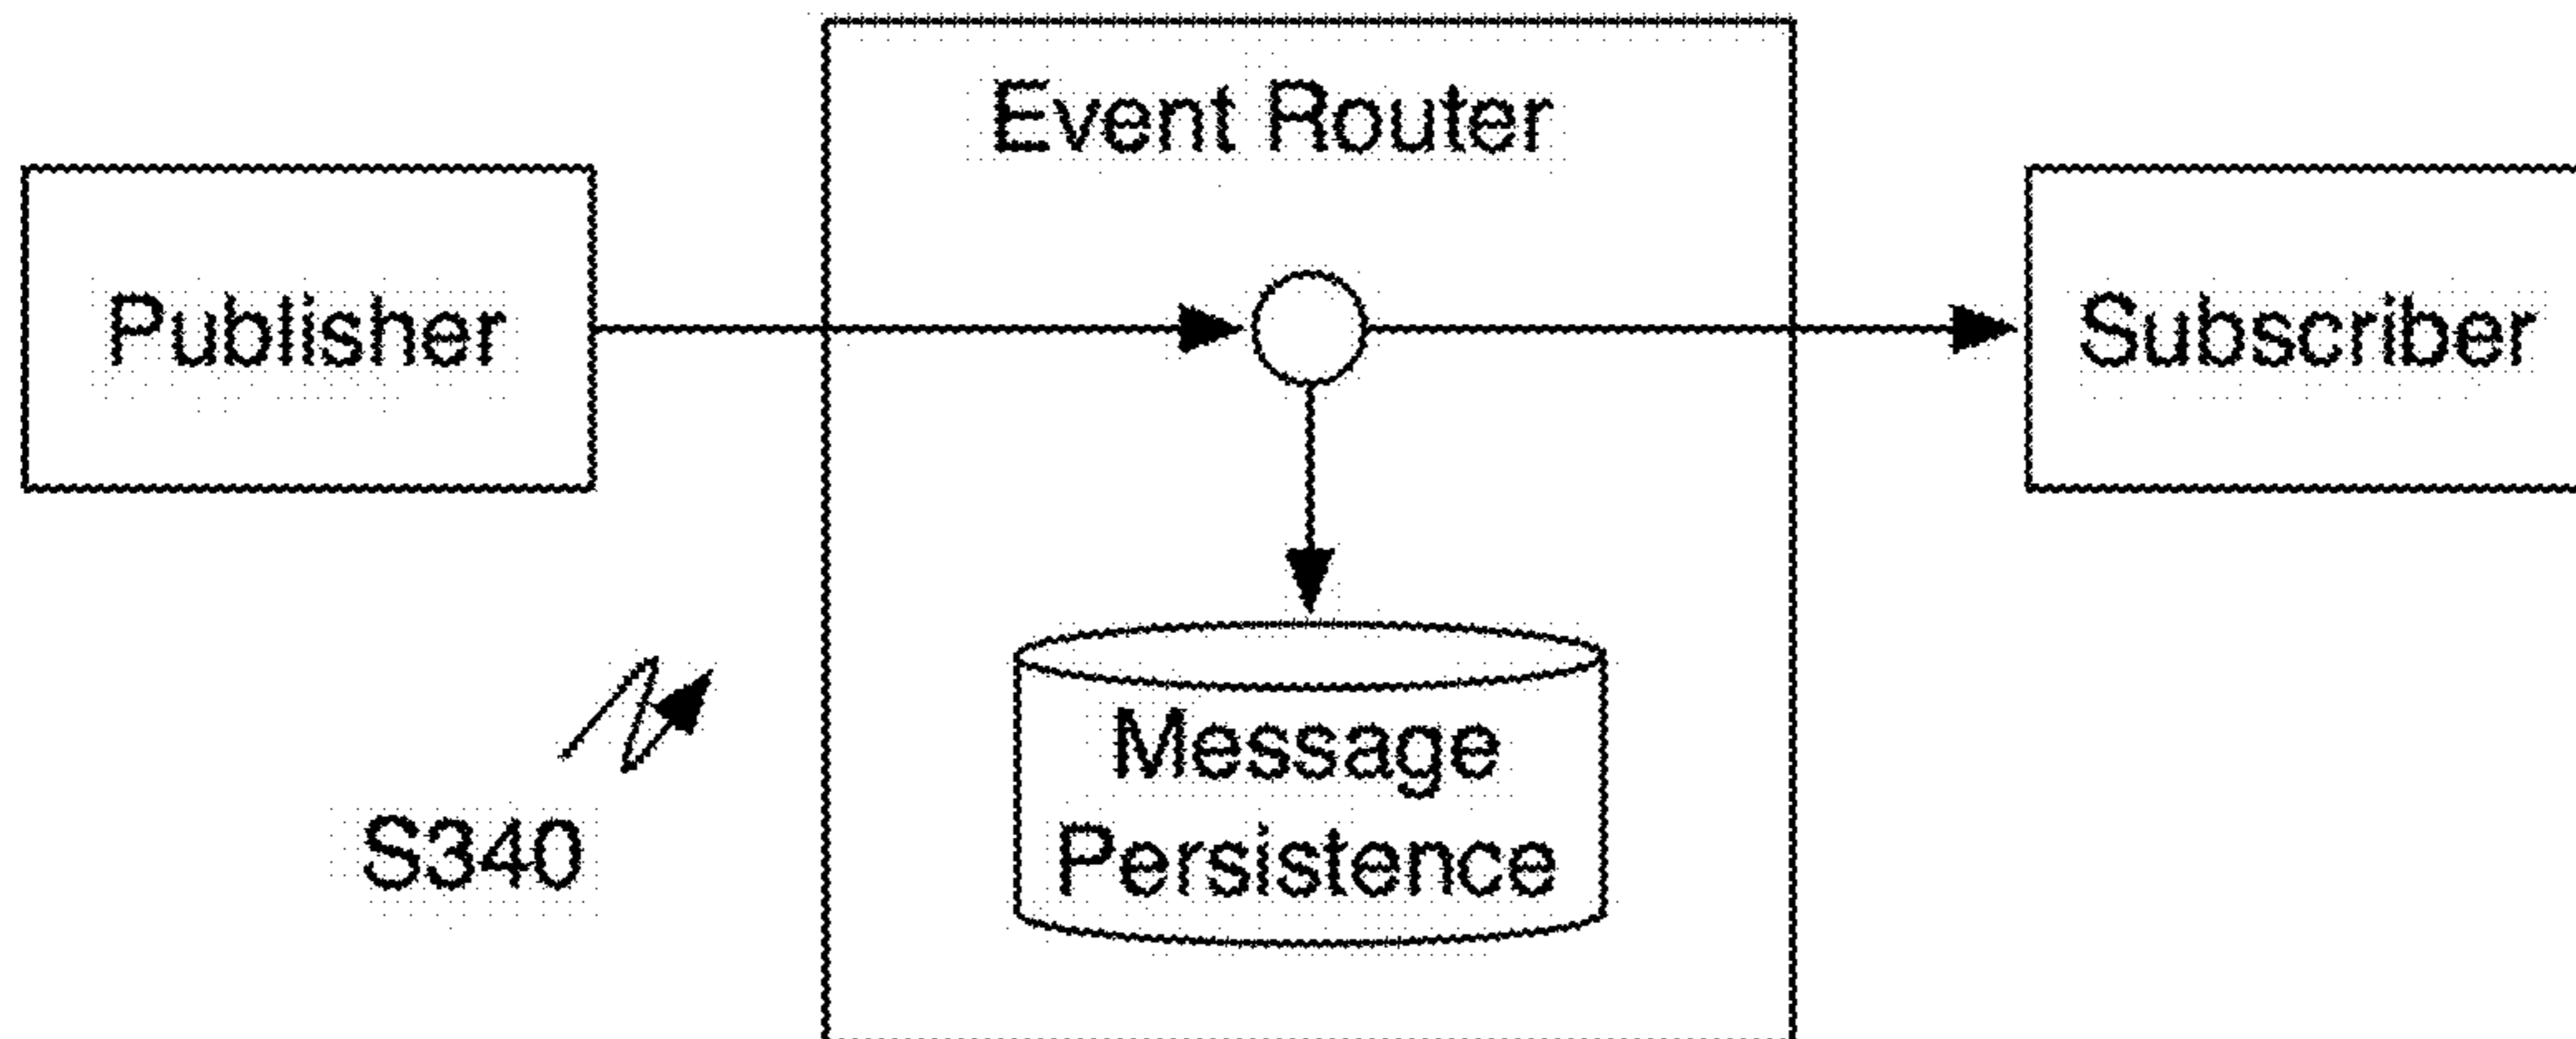 Event Router
Publisher
Subscriber
Message
Persistence
S340